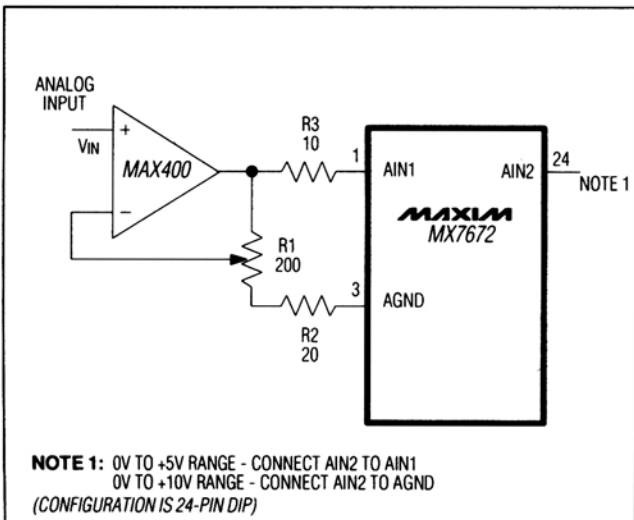 ANALOG
INPUT
VIN
+
MAX400
−
R3
10
1
AIN1
AIN2
24
NOTE 1
MAXIM
MX7672
R1
200
3
AGND
R2
20
NOTE 1: 0V TO +5V RANGE - CONNECT AIN2 TO AIN1
0V TO +10V RANGE - CONNECT AIN2 TO AGND
(CONFIGURATION IS 24-PIN DIP)